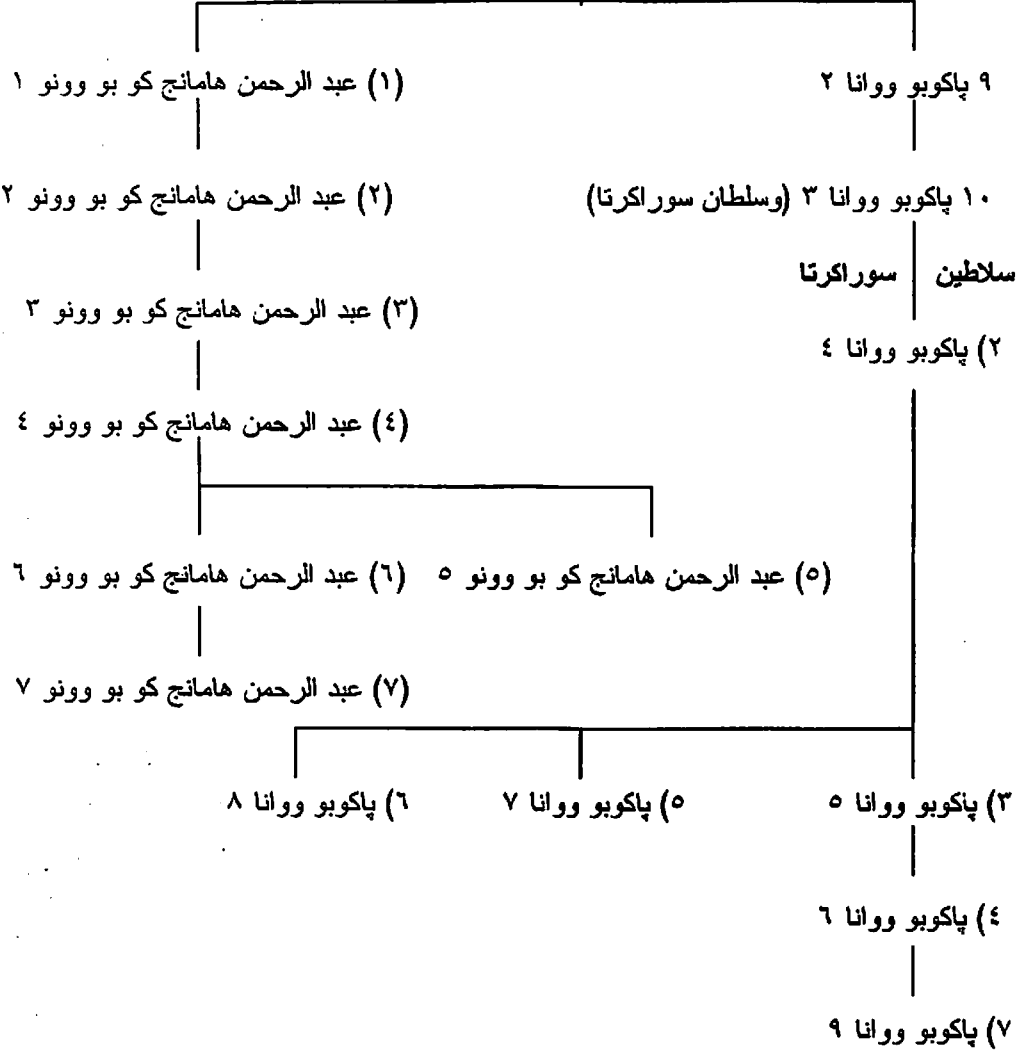 ٩ پاكوبو ووانا ٢
(١) عبد الرحمن هامانج كو بو وونو ١
١٠ پاكوبو ووانا ٣ (وسلطان سوراكرتا)
(٢) عبد الرحمن هامانج كو بو وونو ٢
سلاطين سوراكرتا
(٣) عبد الرحمن هامانج كو بو وونو ٣
٢) پاكوبو ووانا ٤
(٤) عبد الرحمن هامانج كو بو وونو ٤
(٥) عبد الرحمن هامانج كو بو وونو ٥
(٦) عبد الرحمن هامانج كو بو وونو ٦
(٧) عبد الرحمن هامانج كو بو وونو ٧
٣) پاكوبو ووانا ٥
٥) پاكوبو ووانا ٧
٦) پاكوبو ووانا ٨
٤) پاكوبو ووانا ٦
٧) پاكوبو ووانا ٩